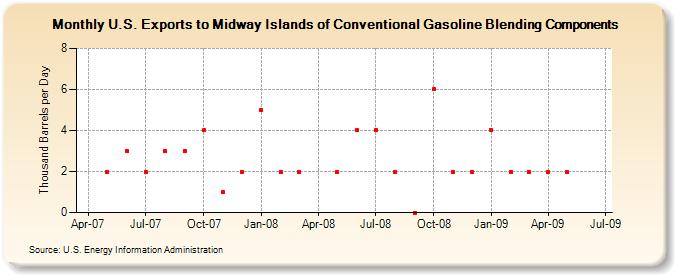 Monthly U.S. Exports to Midway Islands of Conventional Gasoline Blending Components
Thousand Barrels per Day
8
6
4
2
0
Apr-07 Jul-07 Oct-07 Jan-08 Apr-08 Jul-08 Oct-08 Jan-09 Apr-09 Jul-09
Source: U.S. Energy Information Administration